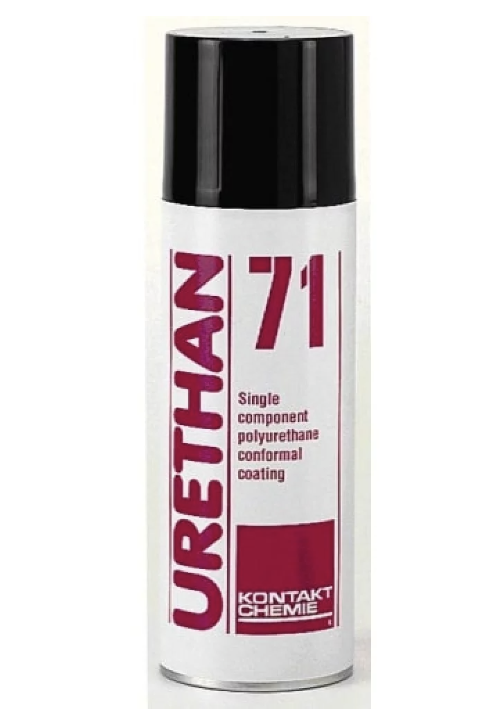 URETHAN
71
Single
component
polyurethane
conformal
coating
KONTAKT
CHEMIE